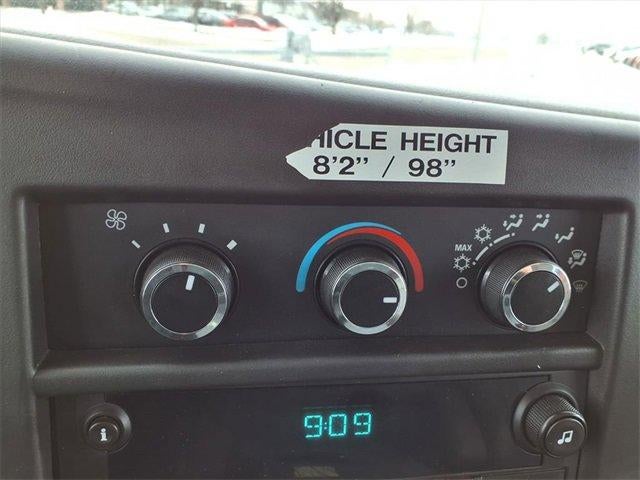 HICLE HEIGHT
8'2" / 98"
MAX
i
9:09